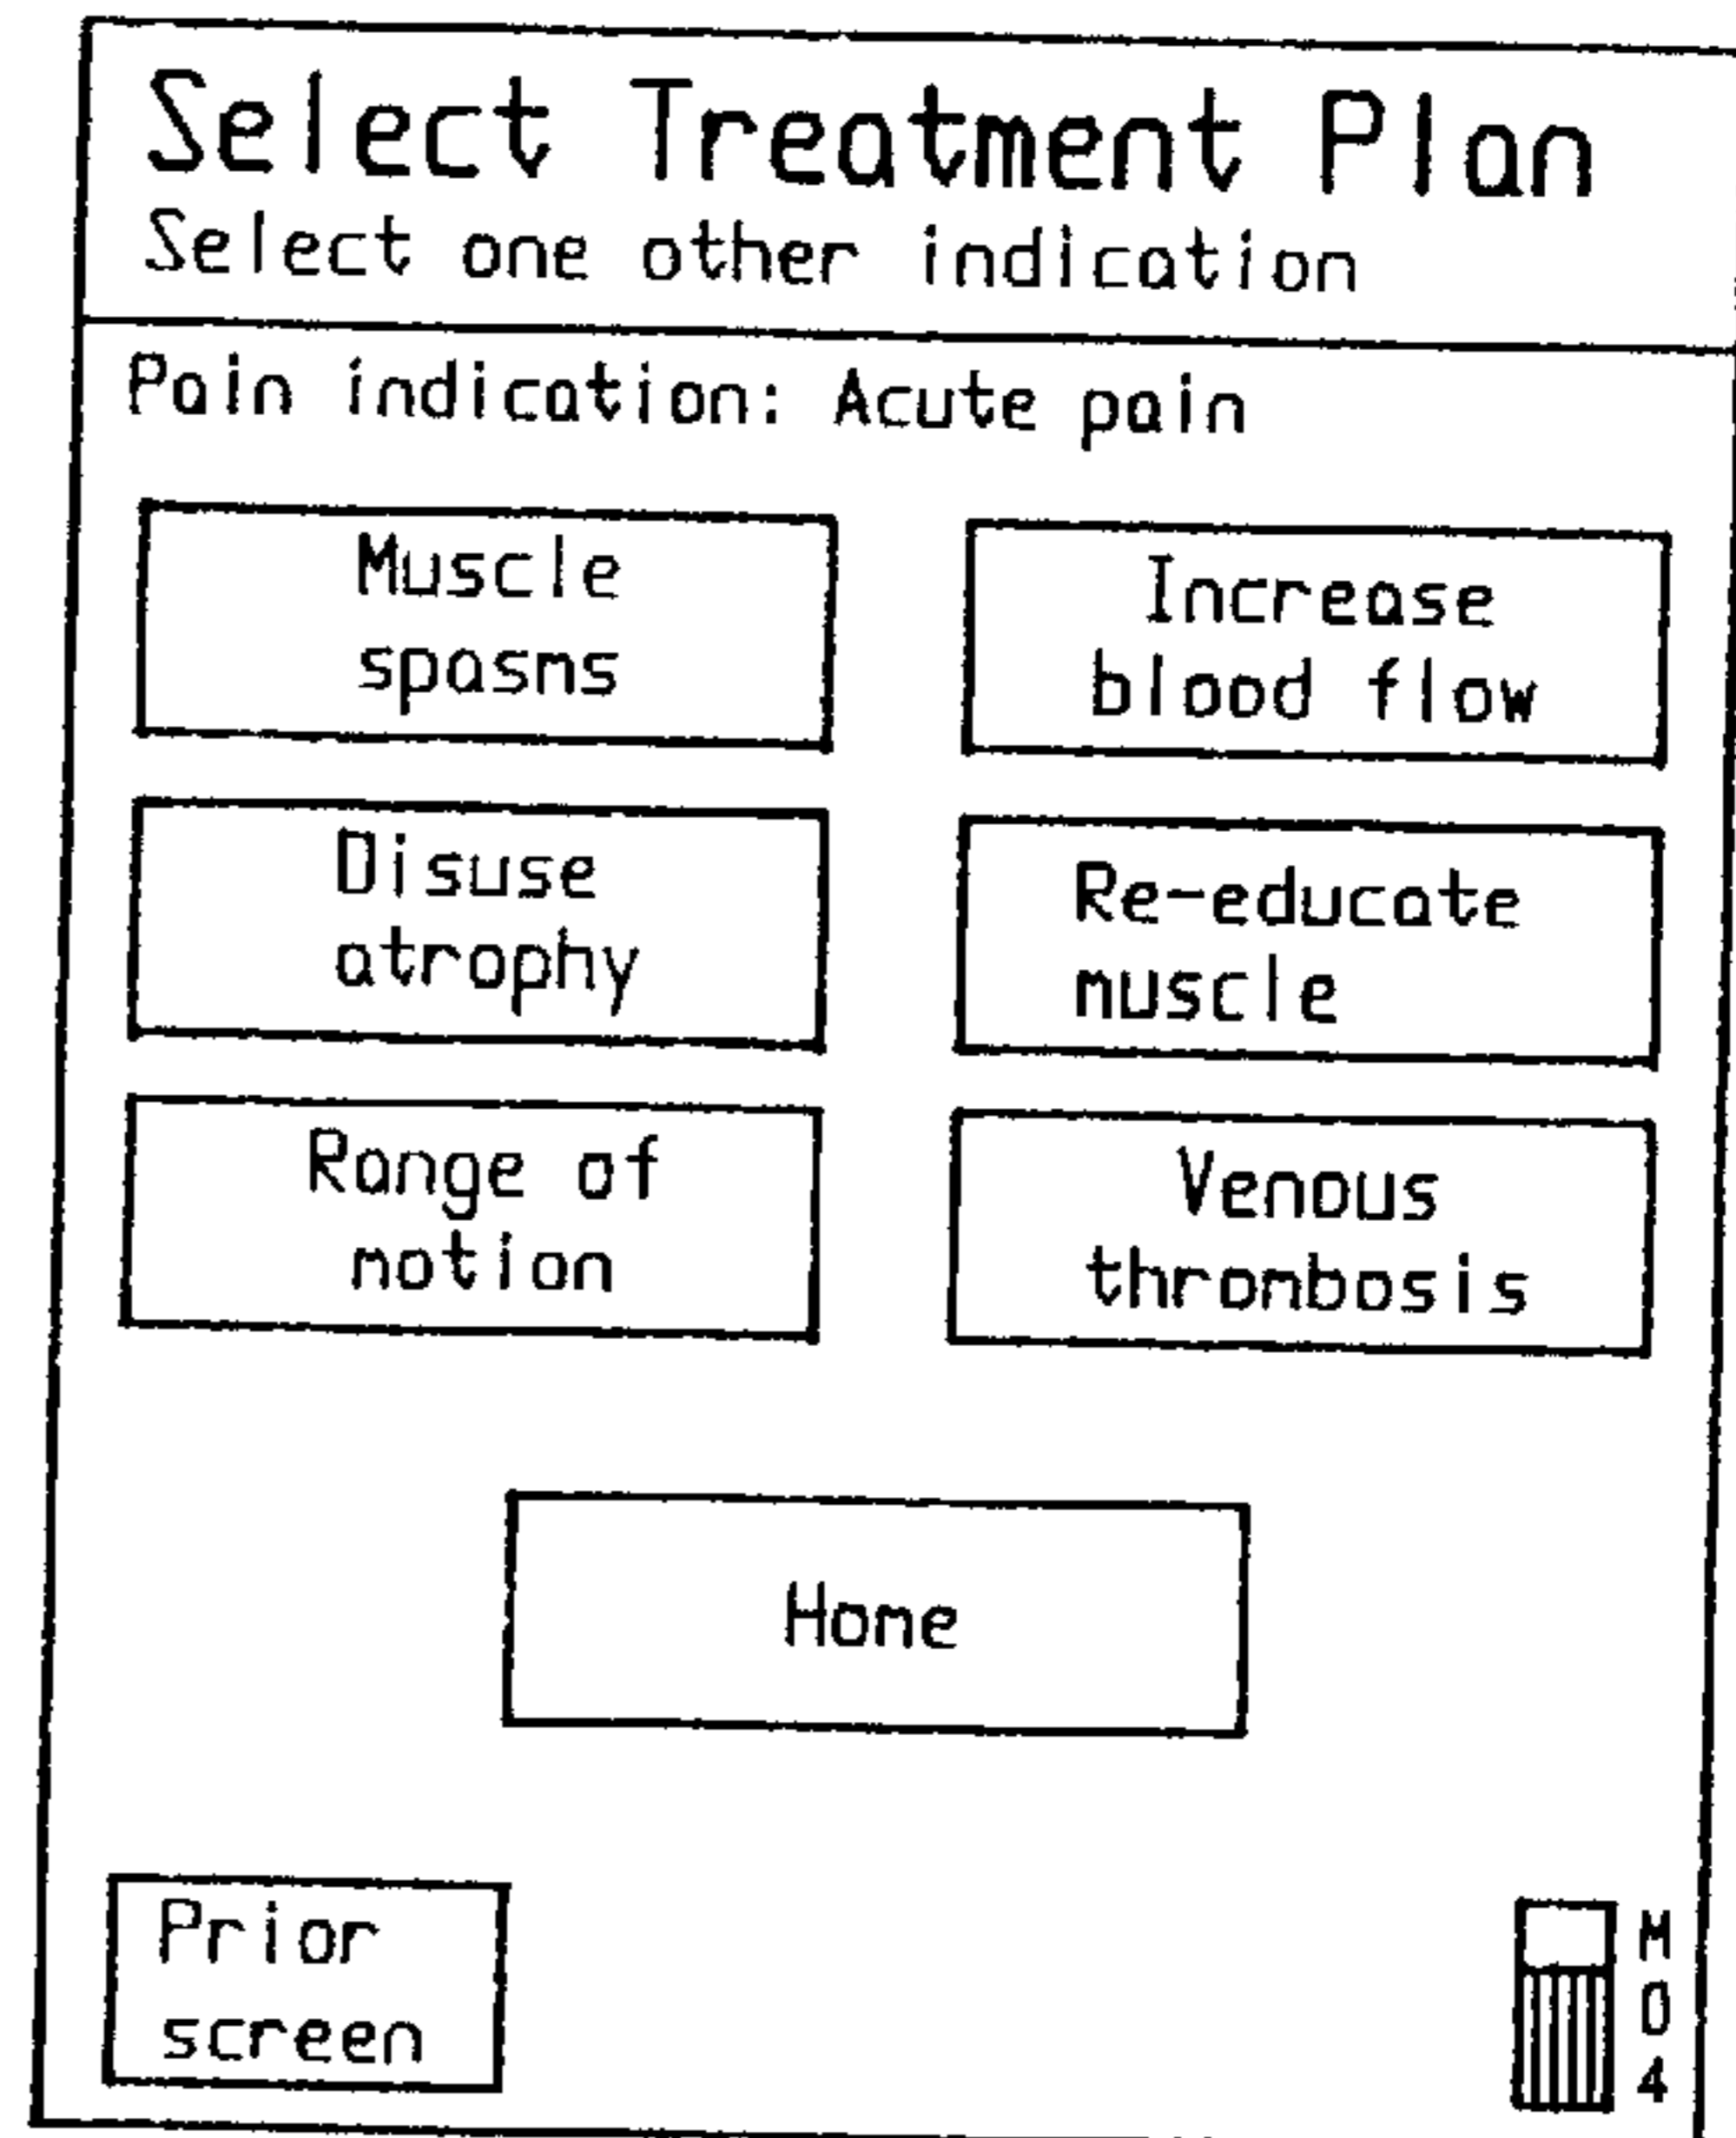 Select Treatment Plan
Select one other indication
Pain indication: Acute pain
Muscle
spasms
Increase
blood flow
Disuse
atrophy
Re-educate
muscle
Range of
motion
Venous
thrombosis
Home
Prior
screen
M
0
4